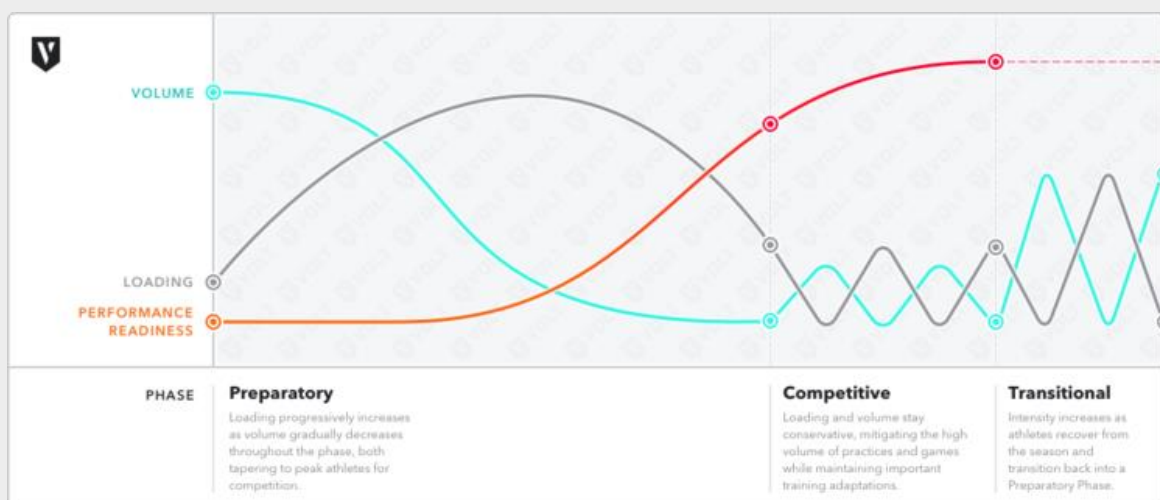 VOLUME
LOADING
PERFORMANCE
READINESS
PHASE
Preparatory
Loading progressively increases
as volume gradually decreases
throughout the phase, both
tapering to peak athletes for
competition.
Competitive
Loading and volume stay
conservative, mitigating the high
volume of practices and games
while maintaining important
training adaptations.
Transitional
Intensity increases as
athletes recover from
the season and
transition back into a
Preparatory Phase.